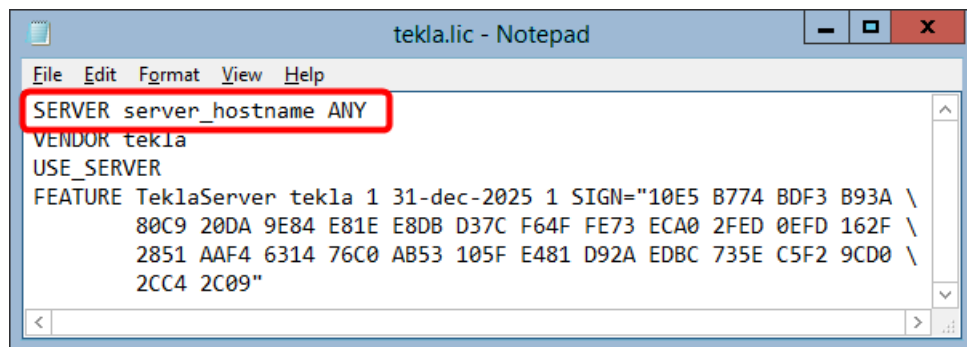 tekla.lic - Notepad
File Edit Format View Help
SERVER server_hostname ANY
VENDOR tekla
USE_SERVER
FEATURE TeklaServer tekla 1 31-dec-2025 1 SIGN="10E5 B774 BDF3 B93A \
80C9 20DA 9E84 E81E E8DB D37C F64F FE73 ECA0 2FED 0EFD 162F \
2851 AAF4 6314 76C0 AB53 105F E481 D92A EDBC 735E C5F2 9CD0 \
2CC4 2C09"